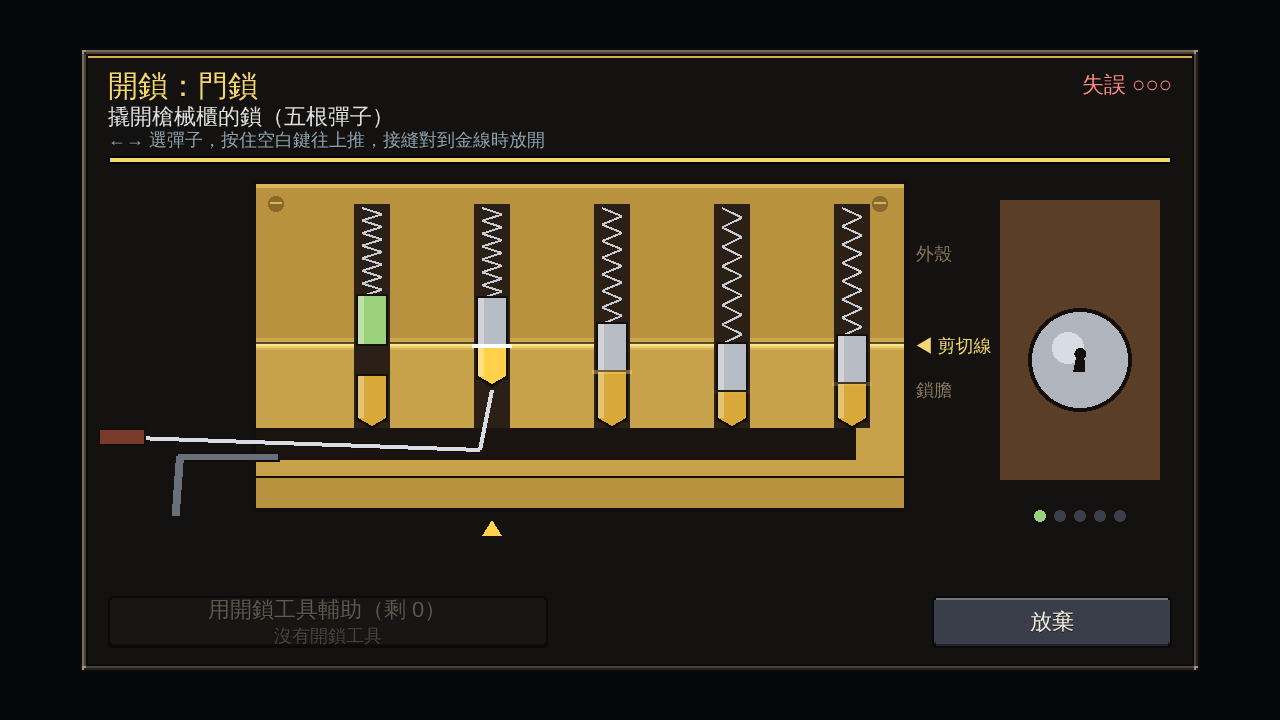 開鎖：門鎖
失誤 ○○○
撬開槍械櫃的鎖（五根彈子）
←→ 選彈子，按住空白鍵往上推，接縫對到金線時放開
外殼
◀ 剪切線
鎖膽
用開鎖工具輔助（剩 0）
沒有開鎖工具
放棄